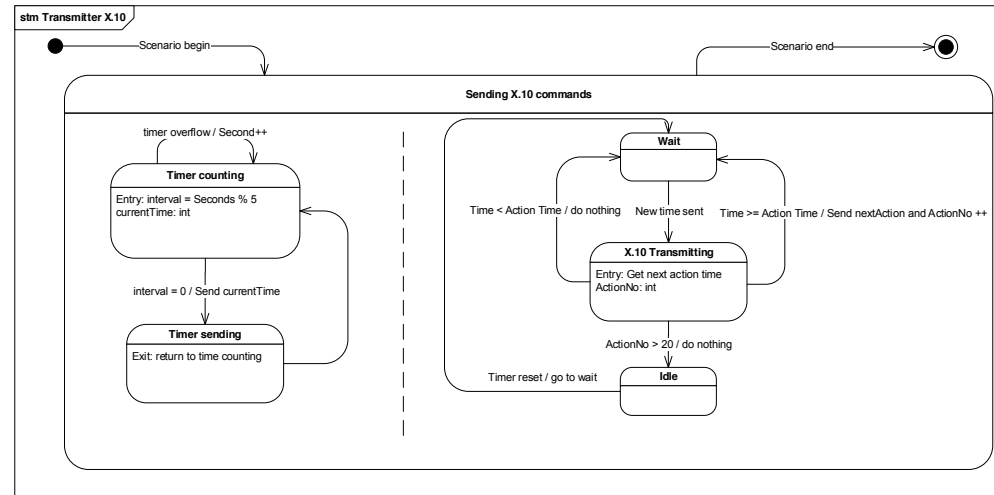 stm Transmitter X.10
Scenario begin
Scenario end
Sending X.10 commands
timer overflow / Second++
Timer counting
Entry: interval = Seconds % 5
currentTime: int
interval = 0 / Send currentTime
Timer sending
Exit: return to time counting
Wait
Time < Action Time / do nothing
New time sent
Time >= Action Time / Send nextAction and ActionNo ++
X.10 Transmitting
Entry: Get next action time
ActionNo: int
ActionNo > 20 / do nothing
Timer reset / go to wait
Idle